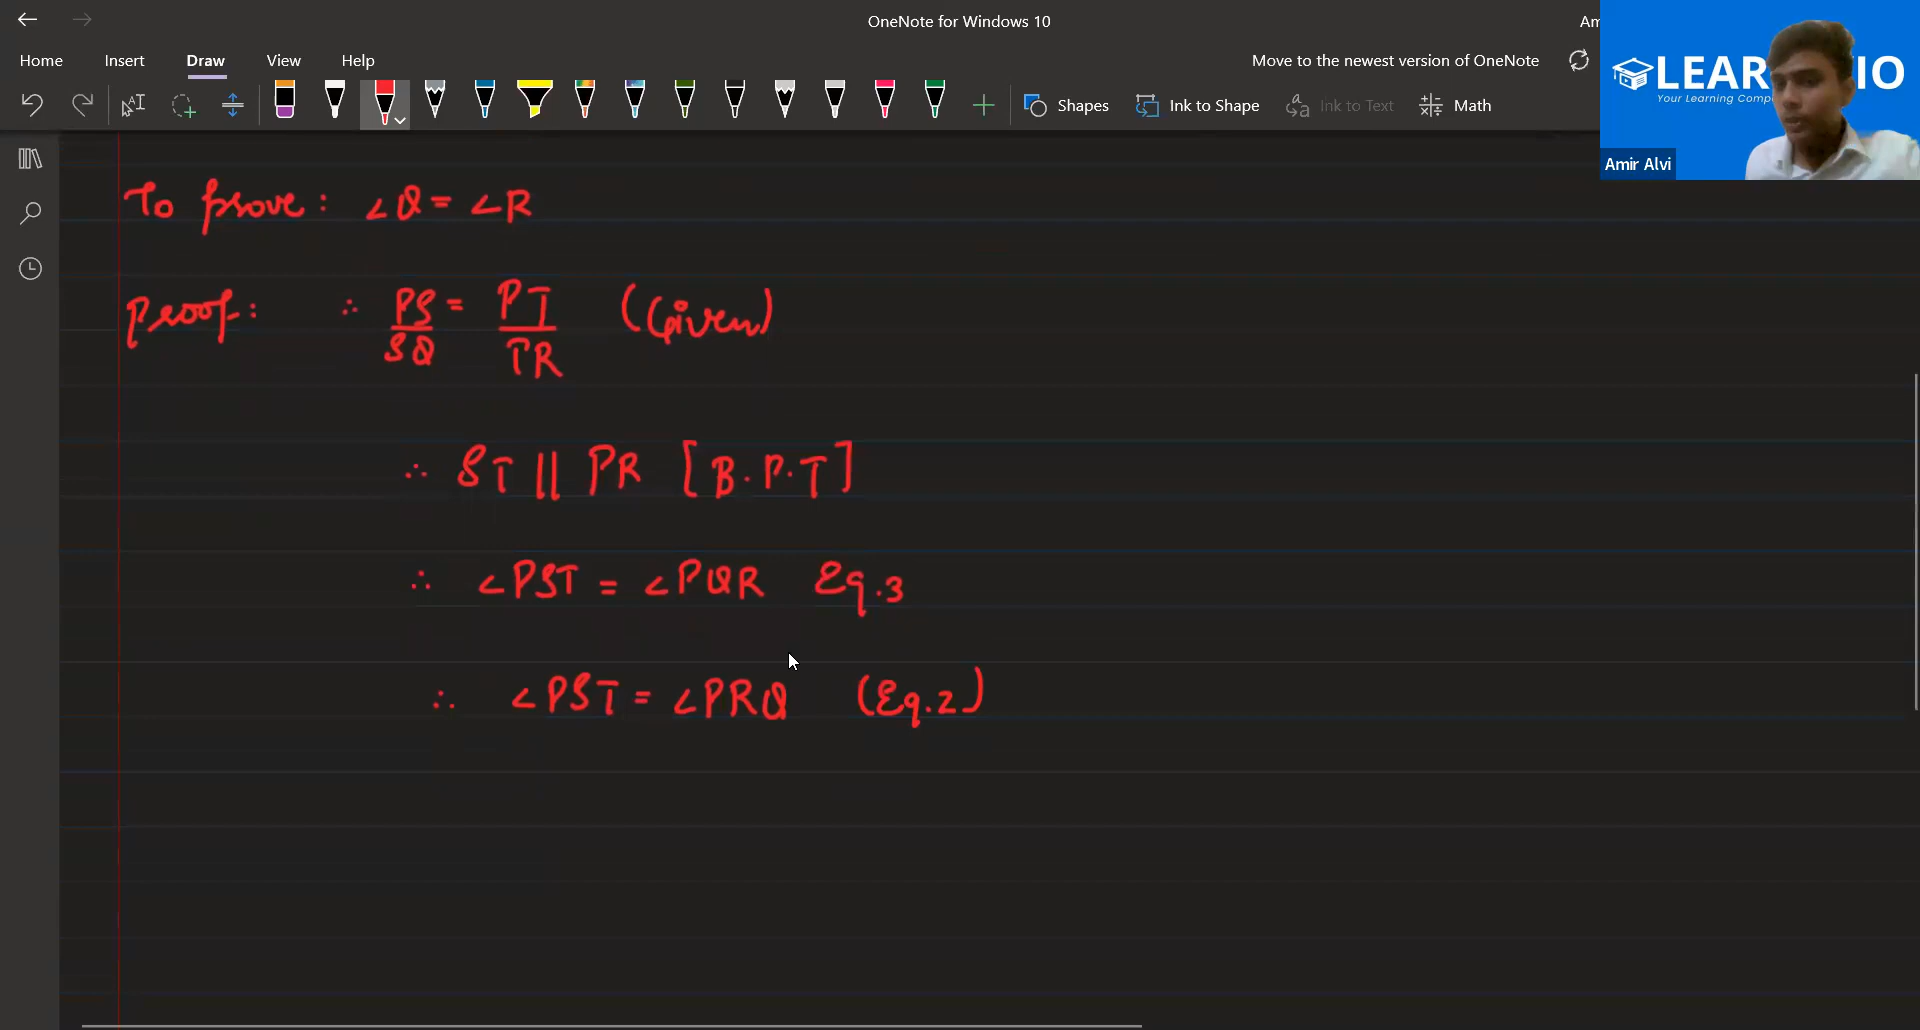 OneNote for Windows 10
Am
Home Insert Draw View Help
Move to the newest version of OneNote
LEAR IO
Your Learning Comp
Shapes Ink to Shape Ink to Text Math
Amir Alvi
To prove: ∠Q = ∠R
Proof: ∴ PS/SQ = PT/TR (Given)
∴ ST || PR [B.P.T]
∴ ∠PST = ∠PQR Eq.3
∴ ∠PST = ∠PRQ (Eq.2)